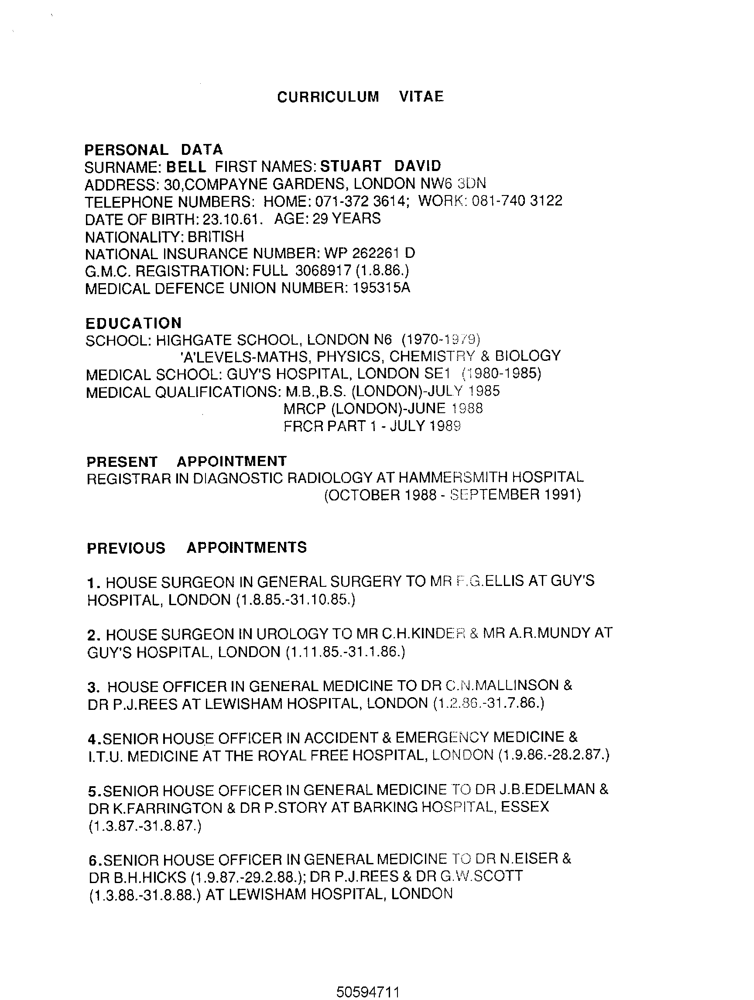 CURRICULUM VITAE
PERSONAL DATA
SURNAME: BELL FIRST NAMES: STUART DAVID
ADDRESS: 30,COMPAYNE GARDENS, LONDON NW6 3DN
TELEPHONE NUMBERS: HOME: 071-372 3614; WORK: 081-740 3122
DATE OF BIRTH: 23.10.61. AGE: 29 YEARS
NATIONALITY: BRITISH
NATIONAL INSURANCE NUMBER: WP 262261 D
G.M.C. REGISTRATION: FULL 3068917 (1.8.86.)
MEDICAL DEFENCE UNION NUMBER: 195315A
EDUCATION
SCHOOL: HIGHGATE SCHOOL, LONDON N6 (1970-1979)
'A'LEVELS-MATHS, PHYSICS, CHEMISTRY & BIOLOGY
MEDICAL SCHOOL: GUY'S HOSPITAL, LONDON SE1 (1980-1985)
MEDICAL QUALIFICATIONS: M.B.,B.S. (LONDON)-JULY 1985
MRCP (LONDON)-JUNE 1988
FRCR PART 1 - JULY 1989
PRESENT APPOINTMENT
REGISTRAR IN DIAGNOSTIC RADIOLOGY AT HAMMERSMITH HOSPITAL
(OCTOBER 1988 - SEPTEMBER 1991)
PREVIOUS APPOINTMENTS
1. HOUSE SURGEON IN GENERAL SURGERY TO MR F.G.ELLIS AT GUY'S
HOSPITAL, LONDON (1.8.85.-31.10.85.)
2. HOUSE SURGEON IN UROLOGY TO MR C.H.KINDER & MR A.R.MUNDY AT
GUY'S HOSPITAL, LONDON (1.11.85.-31.1.86.)
3. HOUSE OFFICER IN GENERAL MEDICINE TO DR C.N.MALLINSON &
DR P.J.REES AT LEWISHAM HOSPITAL, LONDON (1.2.86.-31.7.86.)
4.SENIOR HOUSE OFFICER IN ACCIDENT & EMERGENCY MEDICINE &
I.T.U. MEDICINE AT THE ROYAL FREE HOSPITAL, LONDON (1.9.86.-28.2.87.)
5.SENIOR HOUSE OFFICER IN GENERAL MEDICINE TO DR J.B.EDELMAN &
DR K.FARRINGTON & DR P.STORY AT BARKING HOSPITAL, ESSEX
(1.3.87.-31.8.87.)
6.SENIOR HOUSE OFFICER IN GENERAL MEDICINE TO DR N.EISER &
DR B.H.HICKS (1.9.87.-29.2.88.); DR P.J.REES & DR G.W.SCOTT
(1.3.88.-31.8.88.) AT LEWISHAM HOSPITAL, LONDON
50594711